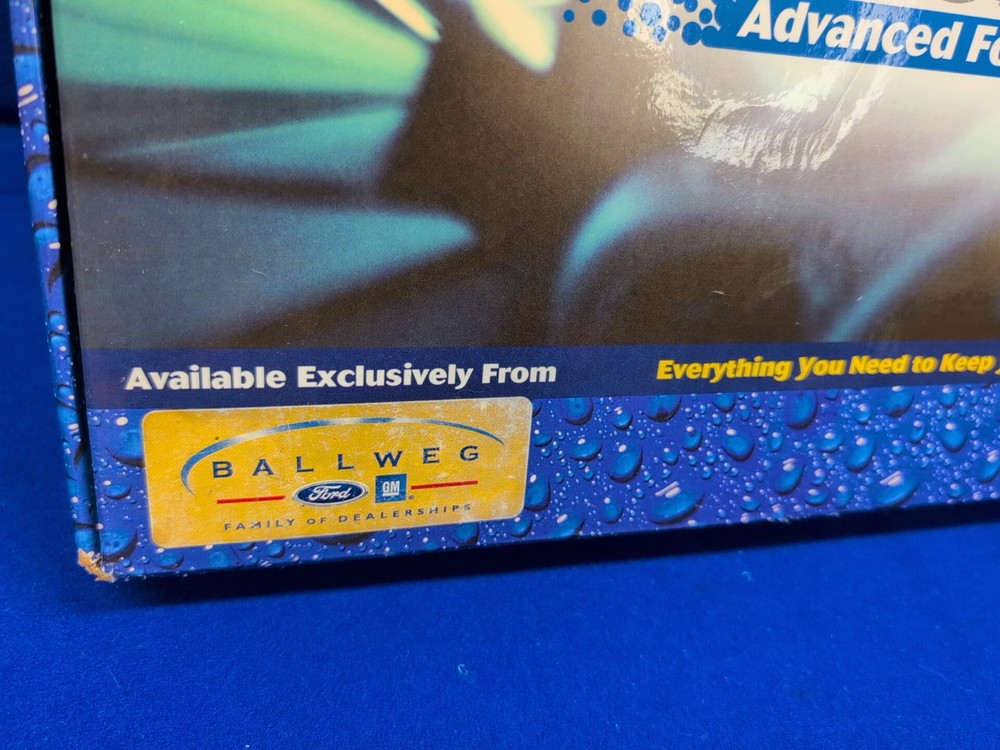 Advanced
Available Exclusively From
Everything You Need to Keep
BALLWEG
Ford GM
FAMILY OF DEALERSHIPS